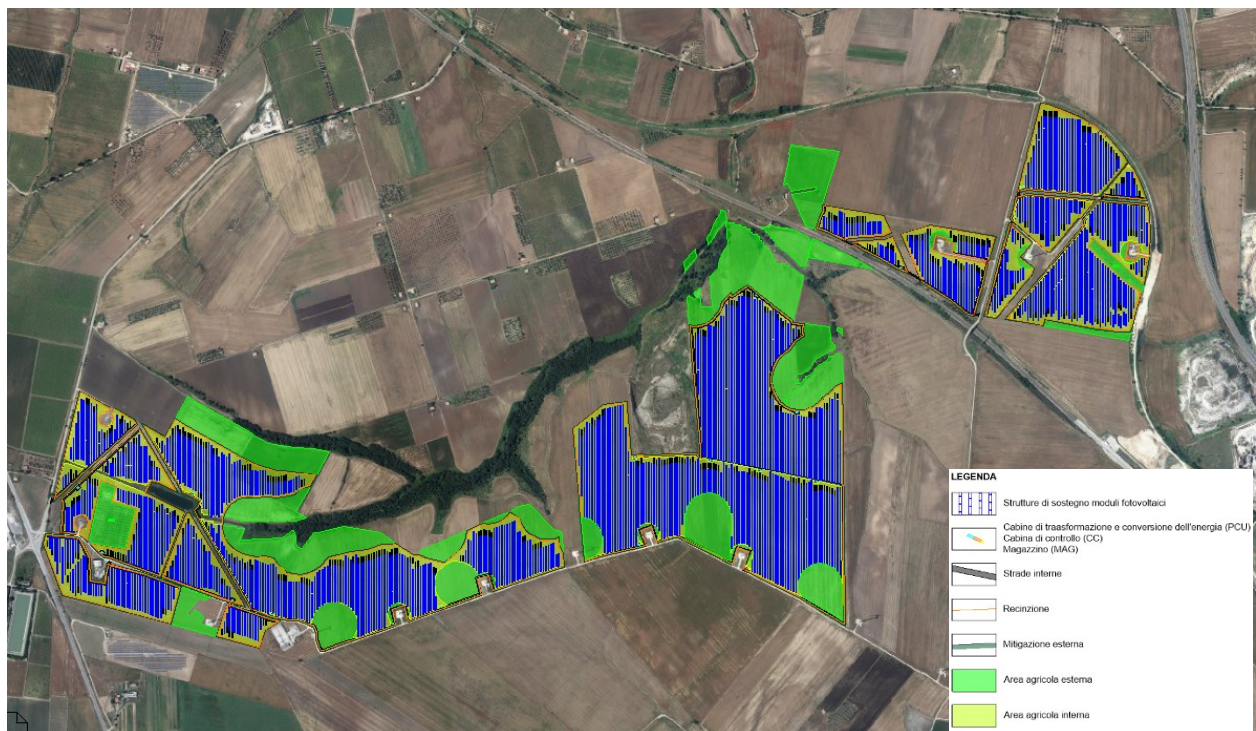 LEGENDA
Strutture di sostegno moduli fotovoltaici
Cabine di traasformazione e conversione dell'energia (PCU)
Cabina di controllo (CC)
Magazzino (MAG)
Strade interne
Recinzione
Mitigazione esterna
Area agricola esterna
Area agricola interna